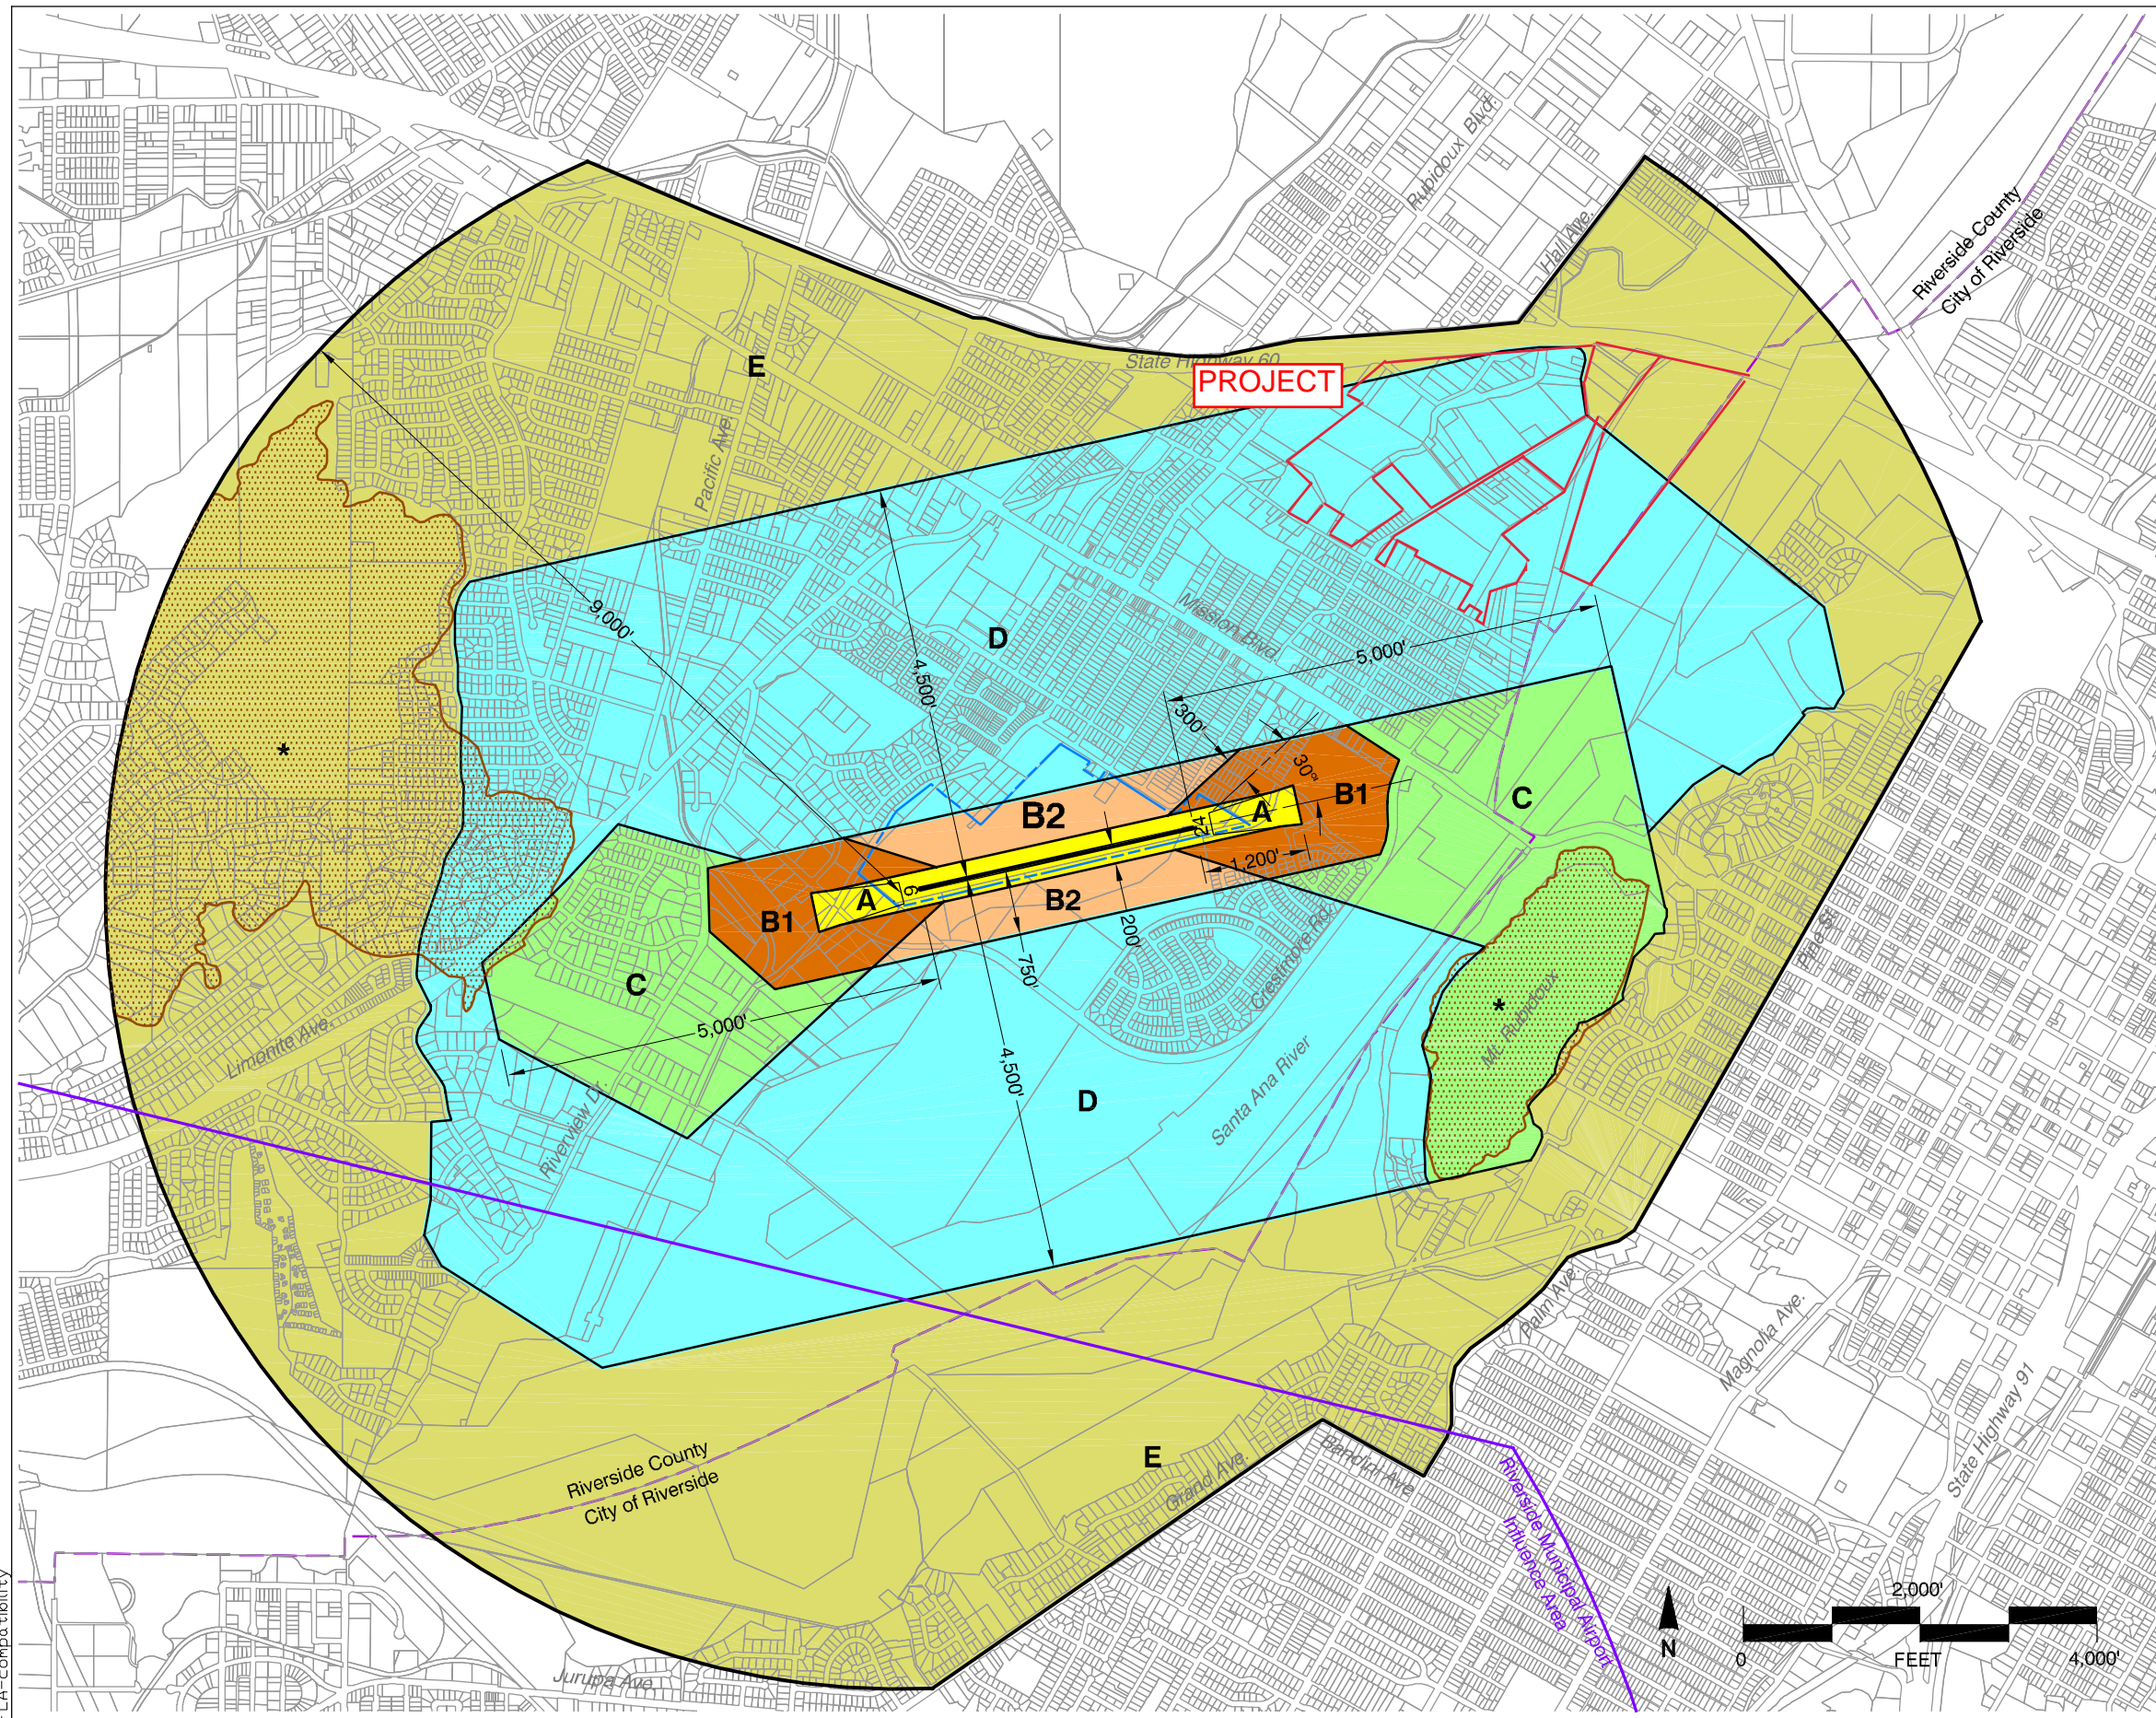 Rubidoux Blvd.
Hall Ave.
Riverside County
City of Riverside
State Highway 60
E
PROJECT
Pacific Ave.
9,000'
4,500'
D
Mission Blvd.
5,000'
300'
30°
*
B2
A
B1
C
24
1,200'
6
A
B2
B1
200'
750'
C
5,000'
Crestmore Rd.
Pine St.
*
Mt. Rubidoux
Limonite Ave.
Riverview Dr.
4,500'
D
Santa Ana River
Palm Ave.
Magnolia Ave.
State Highway 91
E
Grand Ave.
Bandini Ave
Riverside County
City of Riverside
Riverside Municipal Airport
Influence Area
2,000'
N
0
FEET
4,000'
Jurupa Ave.